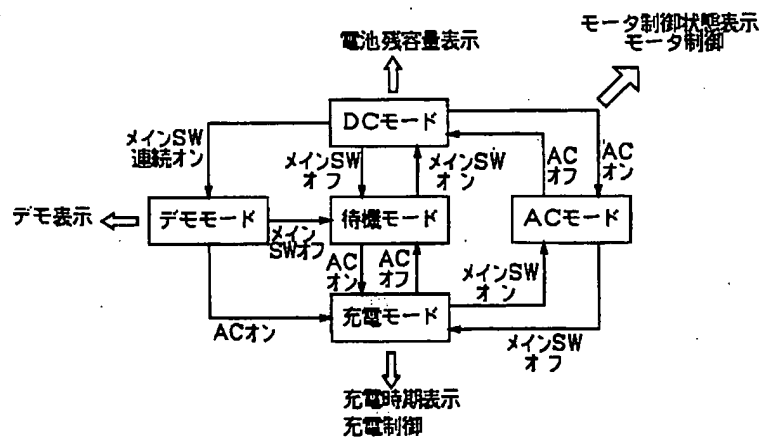 モータ制御状態表示
モータ制御
電池残容量表示
DCモード
メインSW
連続オン
メインSW
オフ
メインSW
オン
AC
オフ
AC
オン
デモ表示
デモモード
待機モード
ACモード
メイン
SWオフ
AC
オン
AC
オフ
メインSW
オン
充電モード
ACオン
メインSW
オフ
充電時期表示
充電制御